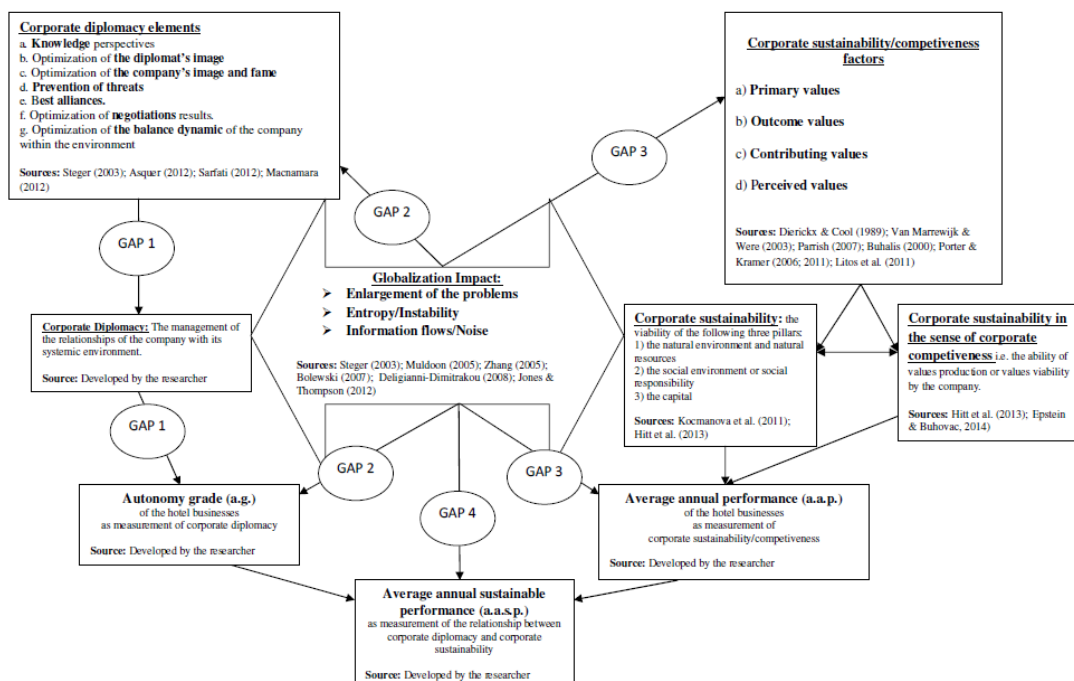 Corporate diplomacy elements
a. Knowledge perspectives
b. Optimization of the diplomat's image
c. Optimization of the company's image and fame
d. Prevention of threats
e. Best alliances.
f. Optimization of negotiations results.
g. Optimization of the balance dynamic of the company
within the environment
Sources: Steger (2003); Asquer (2012); Sarfati (2012); Macnamara
(2012)
Corporate sustainability/competiveness
factors
a) Primary values
b) Outcome values
c) Contributing values
d) Perceived values
Sources: Dierickx & Cool (1989); Van Marrewijk &
Were (2003); Parrish (2007); Buhalis (2000); Porter &
Kramer (2006; 2011); Litos et al. (2011)
GAP 3
GAP 2
GAP 1
Globalization Impact:
➢ Enlargement of the problems
➢ Entropy/Instability
➢ Information flows/Noise
Sources: Steger (2003); Muldoon (2005); Zhang (2005);
Bolewski (2007); Deligianni-Dimitrakou (2008); Jones &
Thompson (2012)
Corporate Diplomacy: The management of
the relationships of the company with its
systemic environment.
Source: Developed by the researcher
Corporate sustainability: the
viability of the following three pillars:
1) the natural environment and natural
resources
2) the social environment or social
responsibility
3) the capital
Sources: Kocmanova et al. (2011);
Hitt et al. (2013)
Corporate sustainability in
the sense of corporate
competiveness i.e. the ability of
values production or values viability
by the company.
Sources: Hitt et al. (2013); Epstein
& Buhovac, 2014)
GAP 1
GAP 2
GAP 3
GAP 4
Autonomy grade (a.g.)
of the hotel businesses
as measurement of corporate diplomacy
Source: Developed by the researcher
Average annual performance (a.a.p.)
of the hotel businesses
as measurement of
corporate sustainability/competiveness
Source: Developed by the researcher
Average annual sustainable
performance (a.a.s.p.)
as measurement of the relationship between
corporate diplomacy and corporate
sustainability
Source: Developed by the researcher